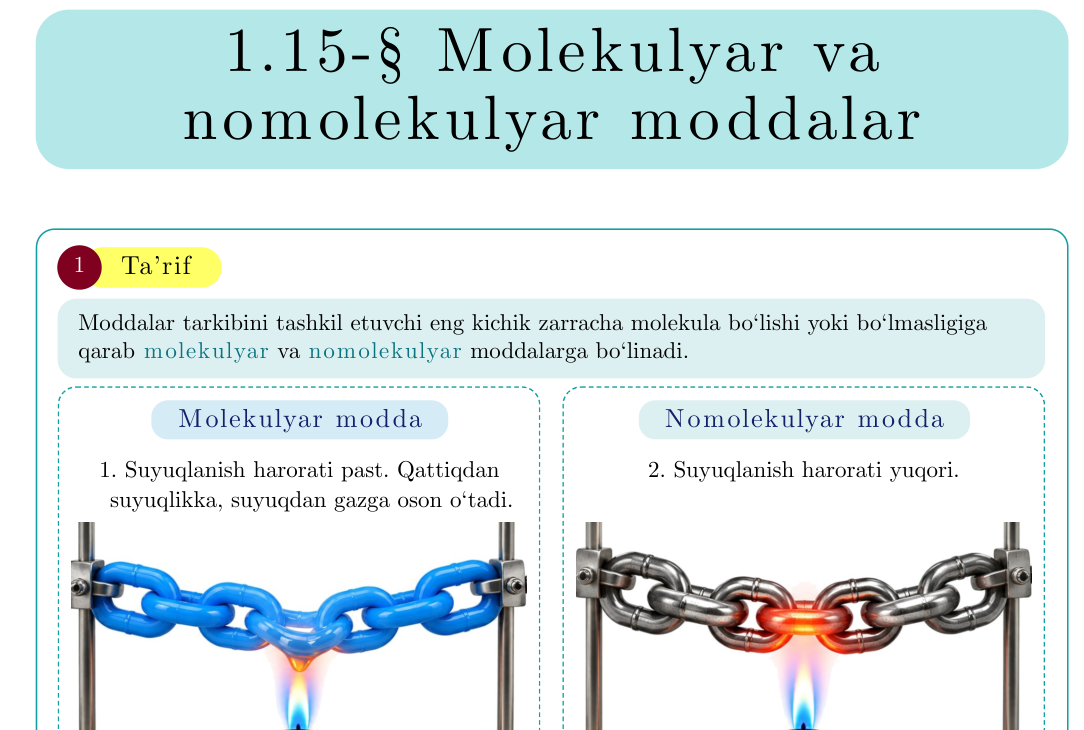 1.15-§ Molekulyar va
nomolekulyar moddalar
1 Ta'rif
Moddalar tarkibini tashkil etuvchi eng kichik zarracha molekula bo‘lishi yoki bo‘lmasligiga
qarab molekulyar va nomolekulyar moddalarga bo‘linadi.
Molekulyar modda
1. Suyuqlanish harorati past. Qattiqdan
suyuqlikka, suyuqdan gazga oson o‘tadi.
Nomolekulyar modda
2. Suyuqlanish harorati yuqori.